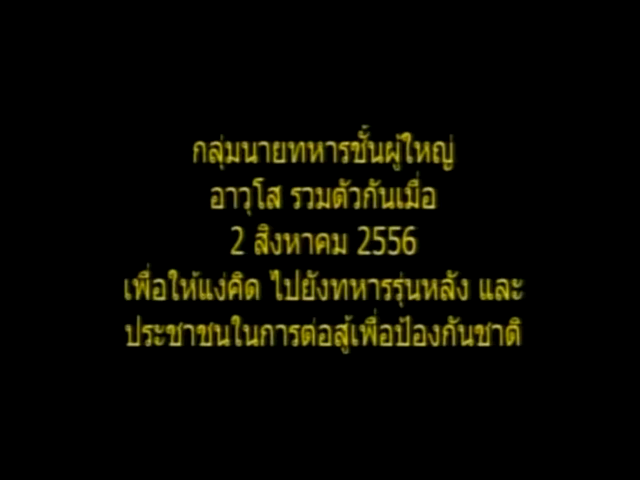 กลุ่มนายทหารชั้นผู้ใหญ่
อาวุโส รวมตัวกันเมื่อ
2 สิงหาคม 2556
เพื่อให้แง่คิด ไปยังทหารรุ่นหลัง และ
ประชาชนในการต่อสู้เพื่อป้องกันชาติ